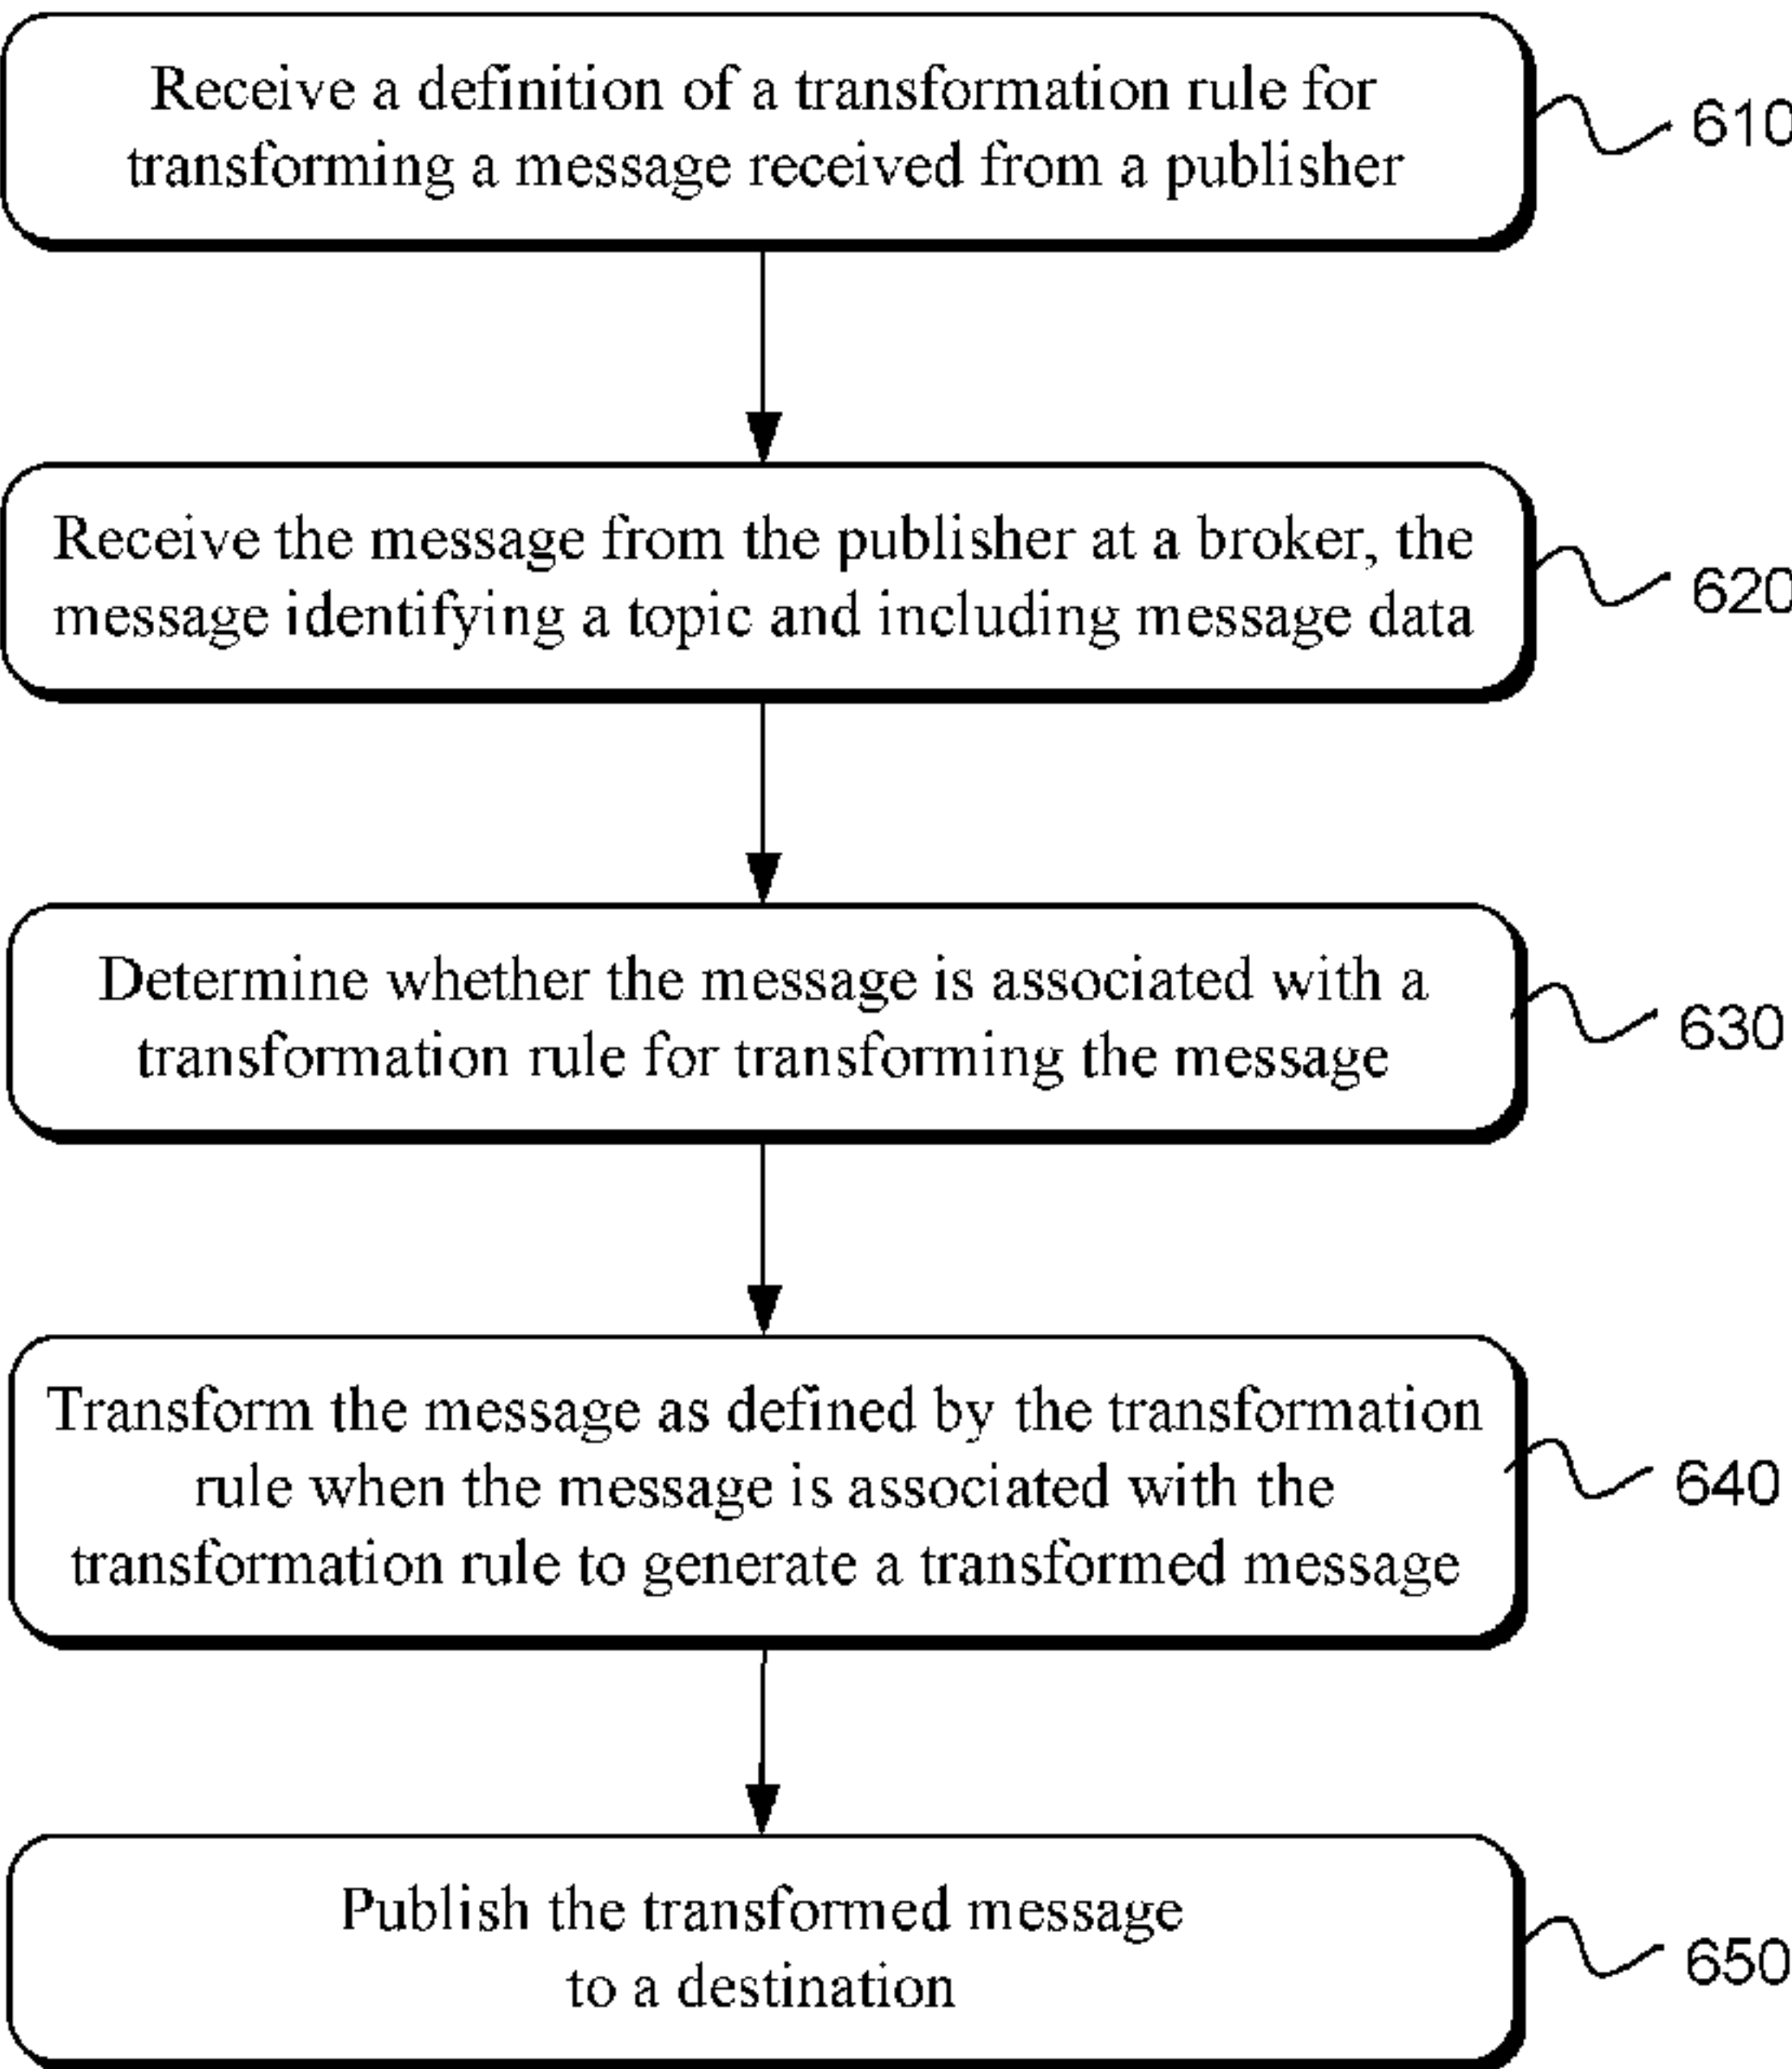 Receive a definition of a transformation rule for
transforming a message received from a publisher
610
Receive the message from the publisher at a broker, the
message identifying a topic and including message data
620
Determine whether the message is associated with a
transformation rule for transforming the message
630
Transform the message as defined by the transformation
rule when the message is associated with the
transformation rule to generate a transformed message
640
Publish the transformed message
to a destination
650